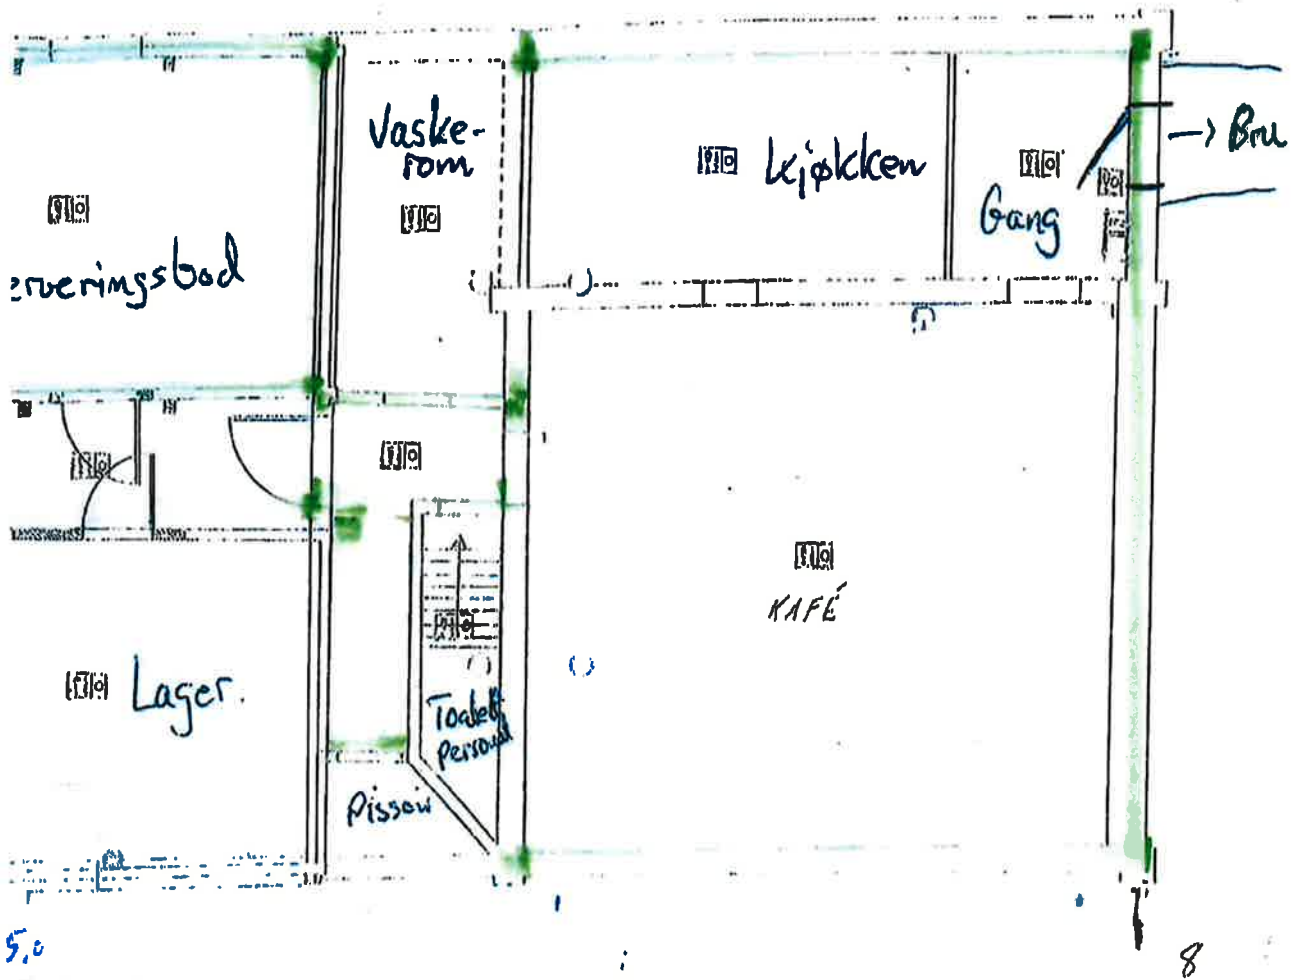 Vaske-
rom
kjøkken
→ Bru
Gang
erveringsbod
KAFÉ
Lager.
Toalett
personal
Pissoir
5,0
8